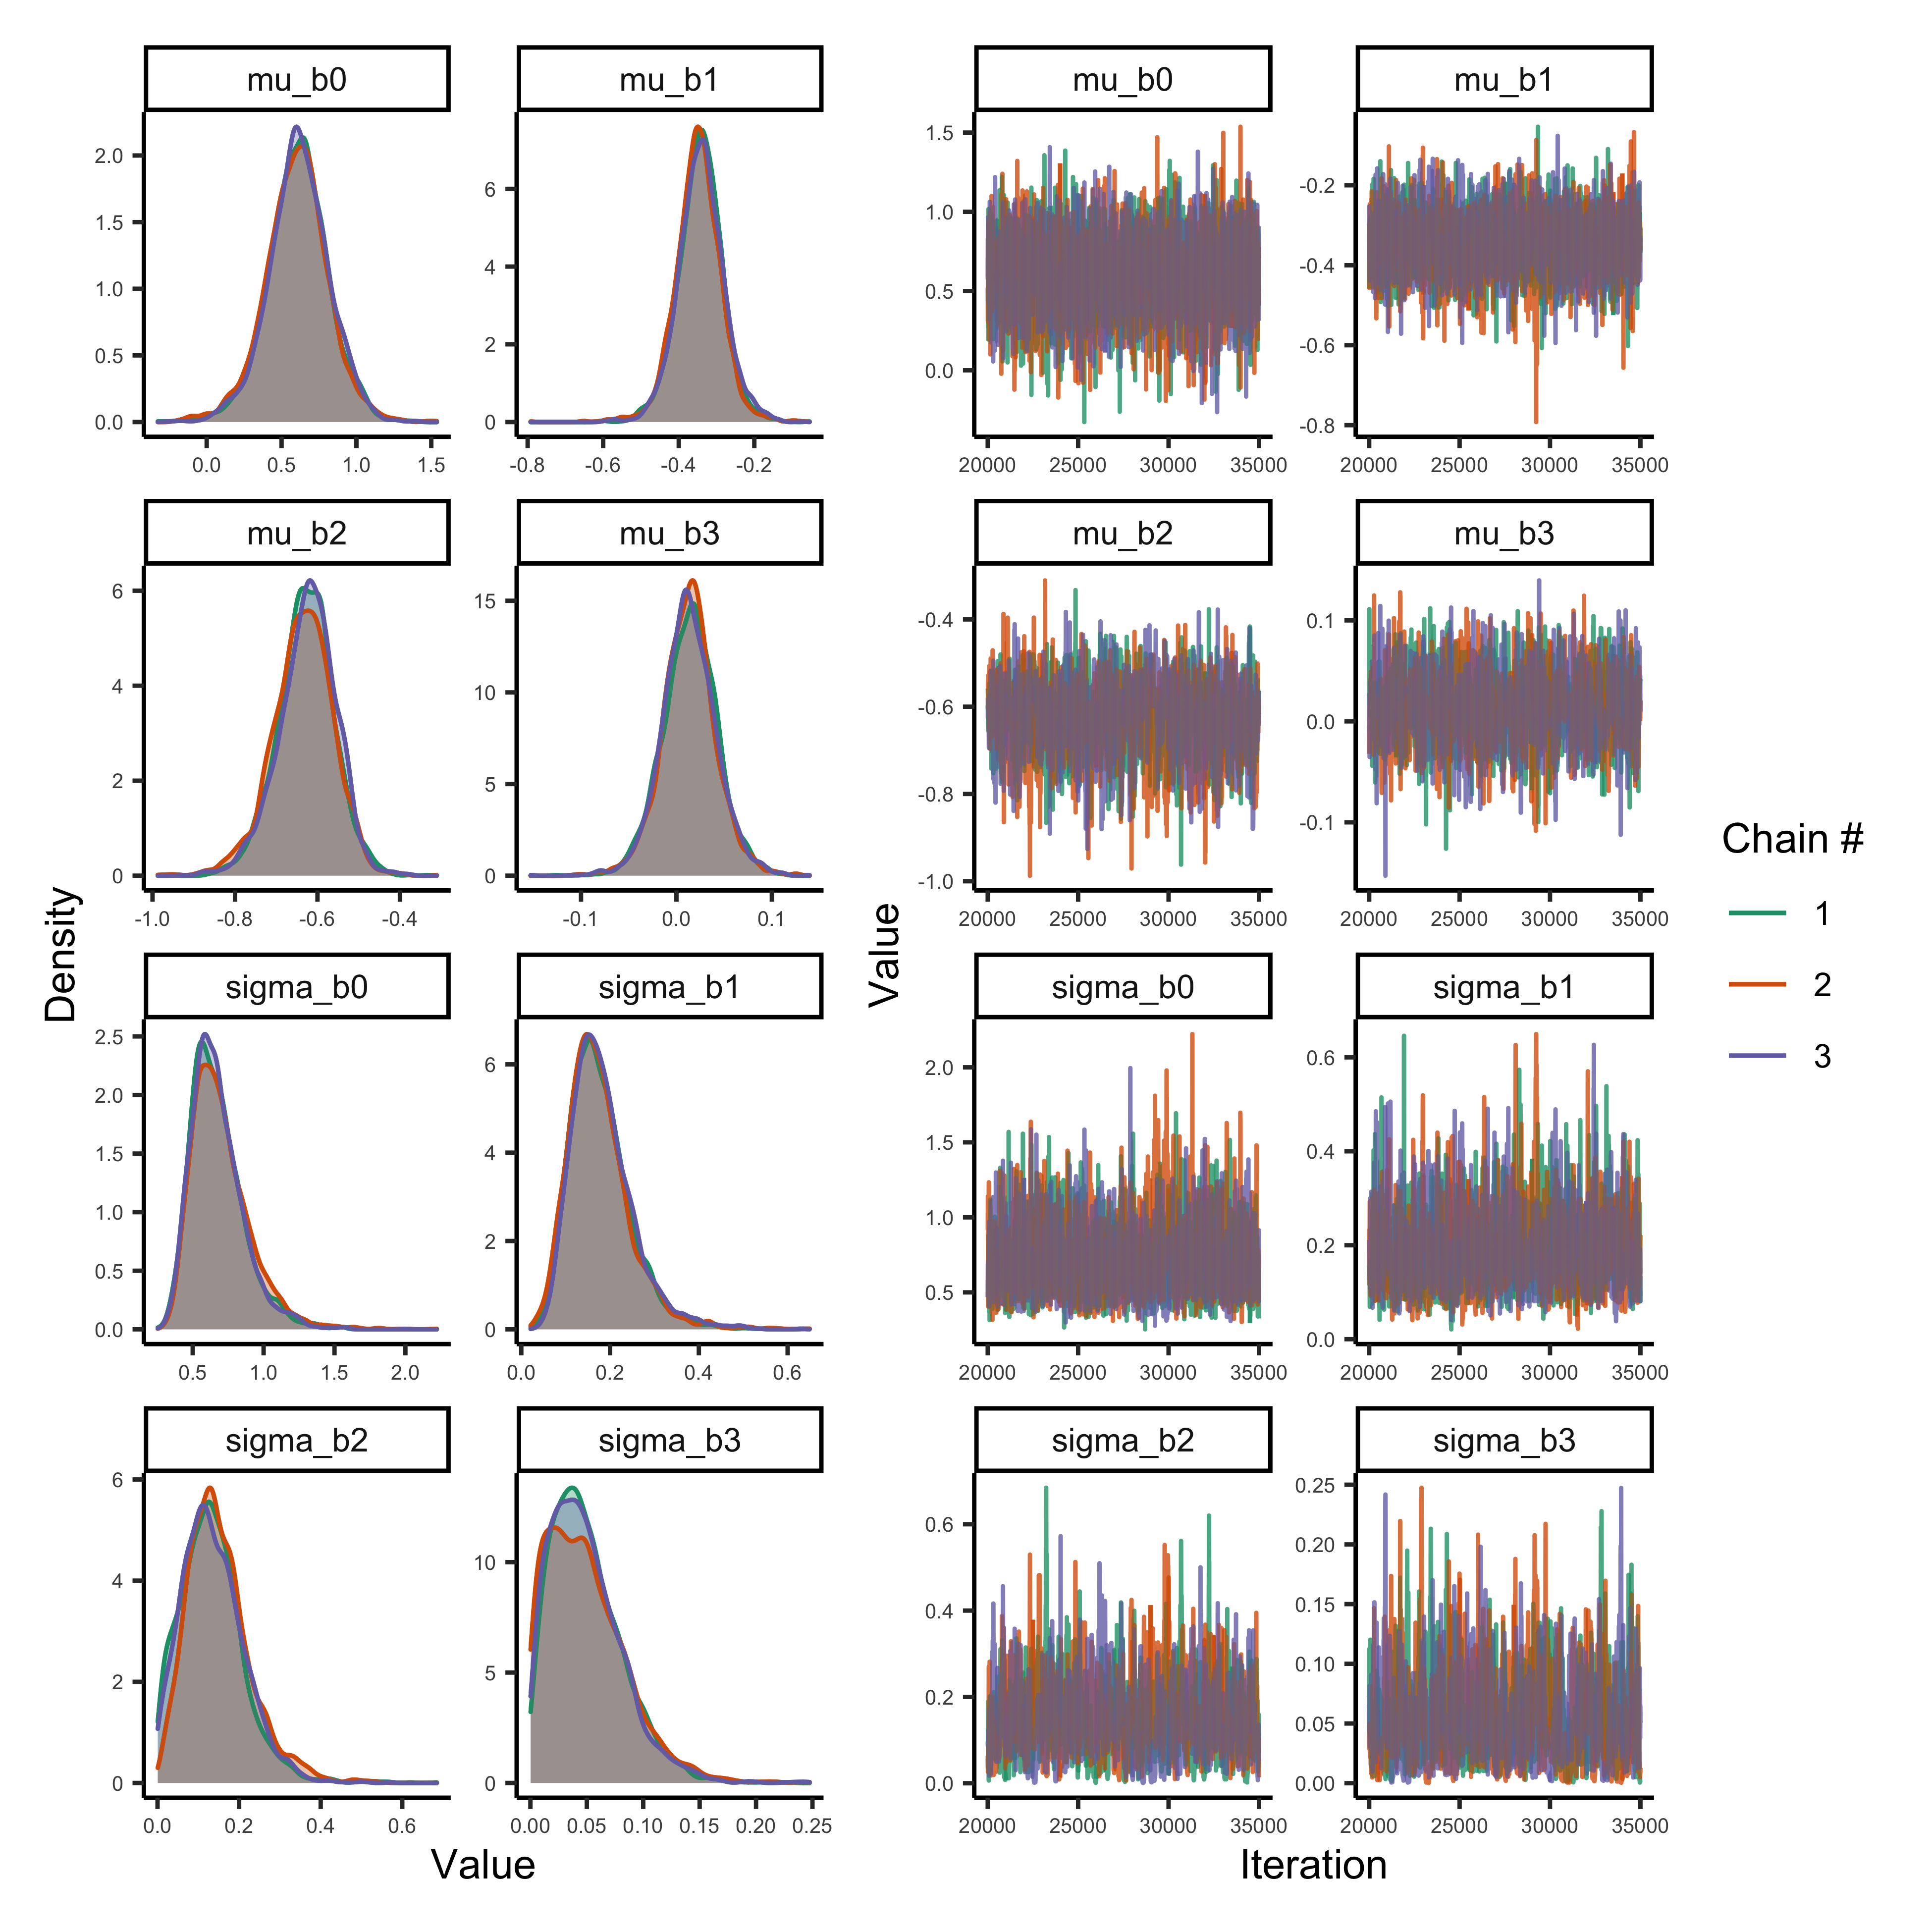 mu_b0 mu_b1 mu_b0 mu_b1
2.0
1.5
1.0
0.5
0.0
0.0 0.5 1.0 1.5
6
4
2
0
-0.8 -0.6 -0.4 -0.2
1.5
1.0
0.5
0.0
20000 25000 30000 35000
-0.2
-0.4
-0.6
-0.8
20000 25000 30000 35000
mu_b2 mu_b3 mu_b2 mu_b3
6
4
2
0
-1.0 -0.8 -0.6 -0.4
15
10
5
0
-0.1 0.0 0.1
-0.4
-0.6
-0.8
-1.0
20000 25000 30000 35000
0.1
0.0
-0.1
20000 25000 30000 35000
sigma_b0 sigma_b1 sigma_b0 sigma_b1
2.5
2.0
1.5
1.0
0.5
0.0
0.5 1.0 1.5 2.0
6
4
2
0
0.0 0.2 0.4 0.6
2.0
1.5
1.0
0.5
20000 25000 30000 35000
0.6
0.4
0.2
0.0
20000 25000 30000 35000
sigma_b2 sigma_b3 sigma_b2 sigma_b3
6
4
2
0
0.0 0.2 0.4 0.6
10
5
0
0.00 0.05 0.10 0.15 0.20 0.25
0.6
0.4
0.2
0.0
20000 25000 30000 35000
0.25
0.20
0.15
0.10
0.05
0.00
20000 25000 30000 35000
Density
Value
Value
Iteration
Chain #
1
2
3